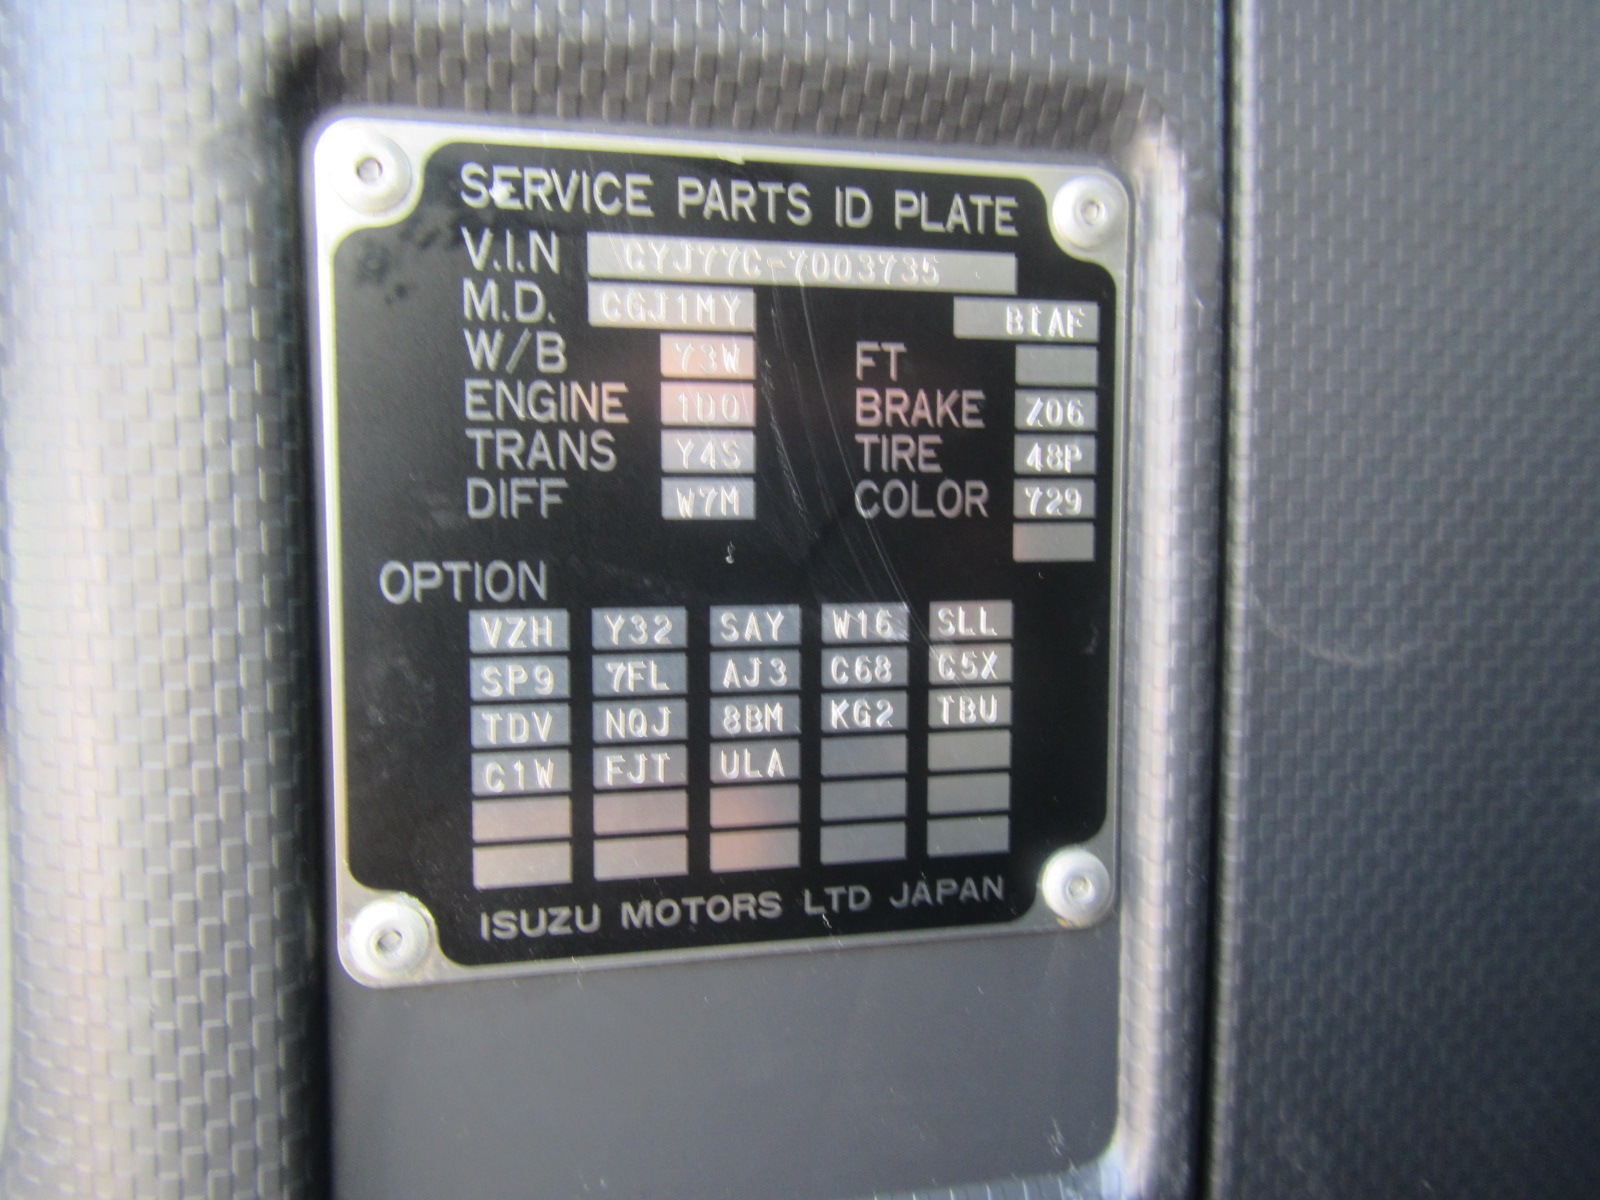 SERVICE PARTS ID PLATE
V.I.N CYJ77C-7003735
M.D. CGJ1MY BIAF
W/B 73W FT
ENGINE 1DQ BRAKE Z06
TRANS Y4S TIRE 48P
DIFF W7M COLOR 729
OPTION
VZH Y32 SAY W16 SLL
SP9 7FL AJ3 C68 C5X
TDV NQJ 8BM KG2 TBU
C1W FJT ULA
ISUZU MOTORS LTD JAPAN